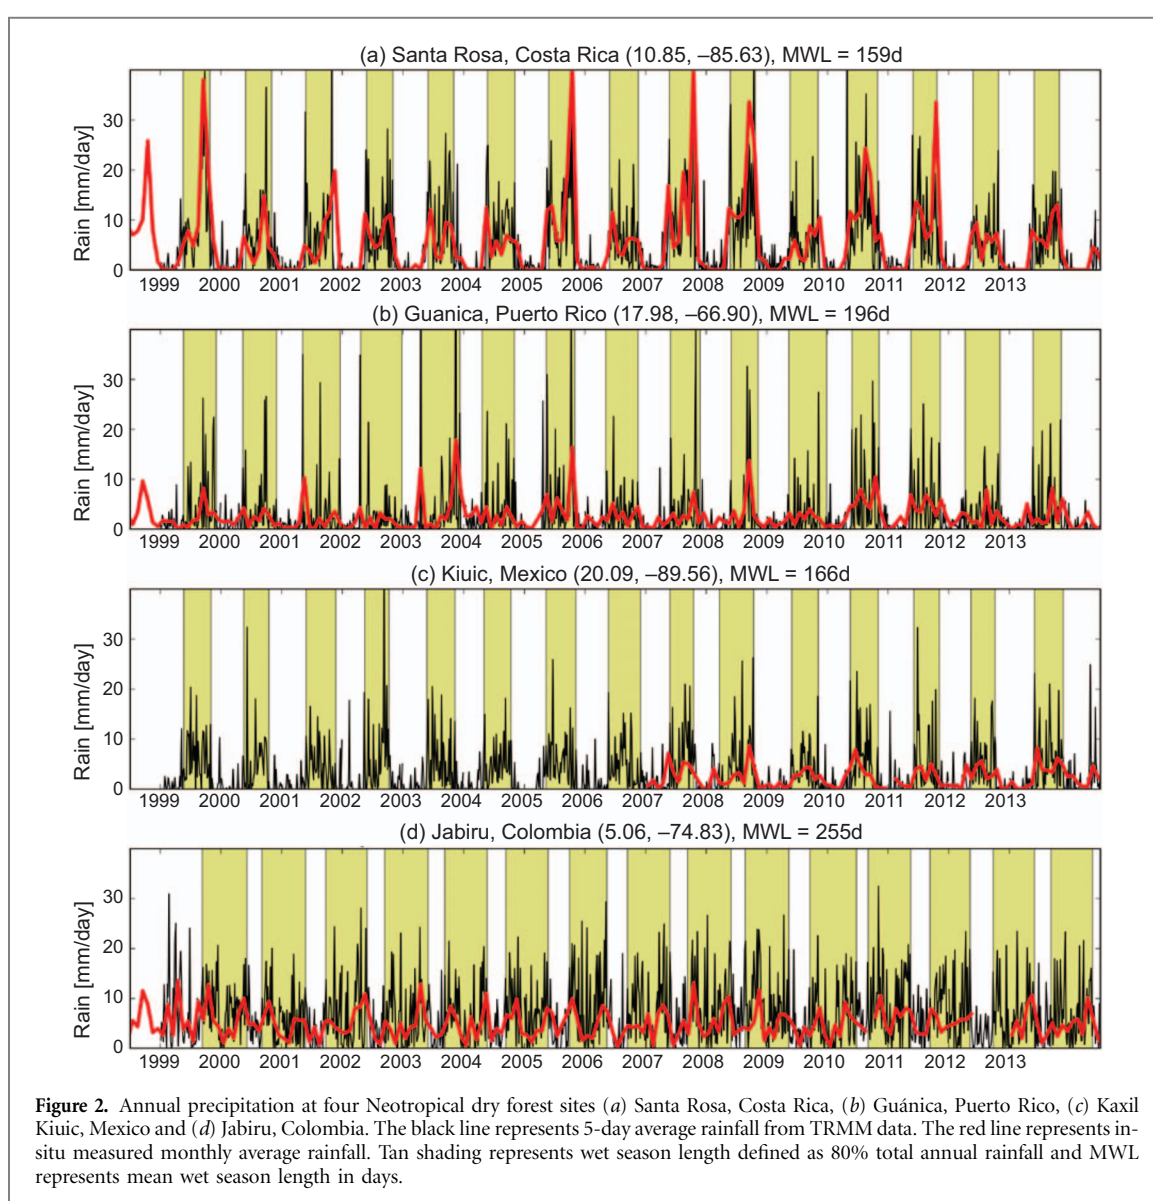 (a) Santa Rosa, Costa Rica (10.85, –85.63), MWL = 159d
Rain [mm/day]
30
20
10
0
1999 2000 2001 2002 2003 2004 2005 2006 2007 2008 2009 2010 2011 2012 2013
(b) Guanica, Puerto Rico (17.98, –66.90), MWL = 196d
Rain [mm/day]
30
20
10
0
1999 2000 2001 2002 2003 2004 2005 2006 2007 2008 2009 2010 2011 2012 2013
(c) Kiuic, Mexico (20.09, –89.56), MWL = 166d
Rain [mm/day]
30
20
10
0
1999 2000 2001 2002 2003 2004 2005 2006 2007 2008 2009 2010 2011 2012 2013
(d) Jabiru, Colombia (5.06, –74.83), MWL = 255d
Rain [mm/day]
30
20
10
0
1999 2000 2001 2002 2003 2004 2005 2006 2007 2008 2009 2010 2011 2012 2013
Figure 2. Annual precipitation at four Neotropical dry forest sites (a) Santa Rosa, Costa Rica, (b) Guánica, Puerto Rico, (c) Kaxil
Kiuic, Mexico and (d) Jabiru, Colombia. The black line represents 5-day average rainfall from TRMM data. The red line represents in-
situ measured monthly average rainfall. Tan shading represents wet season length defined as 80% total annual rainfall and MWL
represents mean wet season length in days.